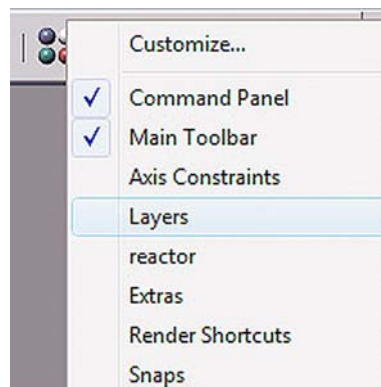 Customize...
Command Panel
Main Toolbar
Axis Constraints
Layers
reactor
Extras
Render Shortcuts
Snaps